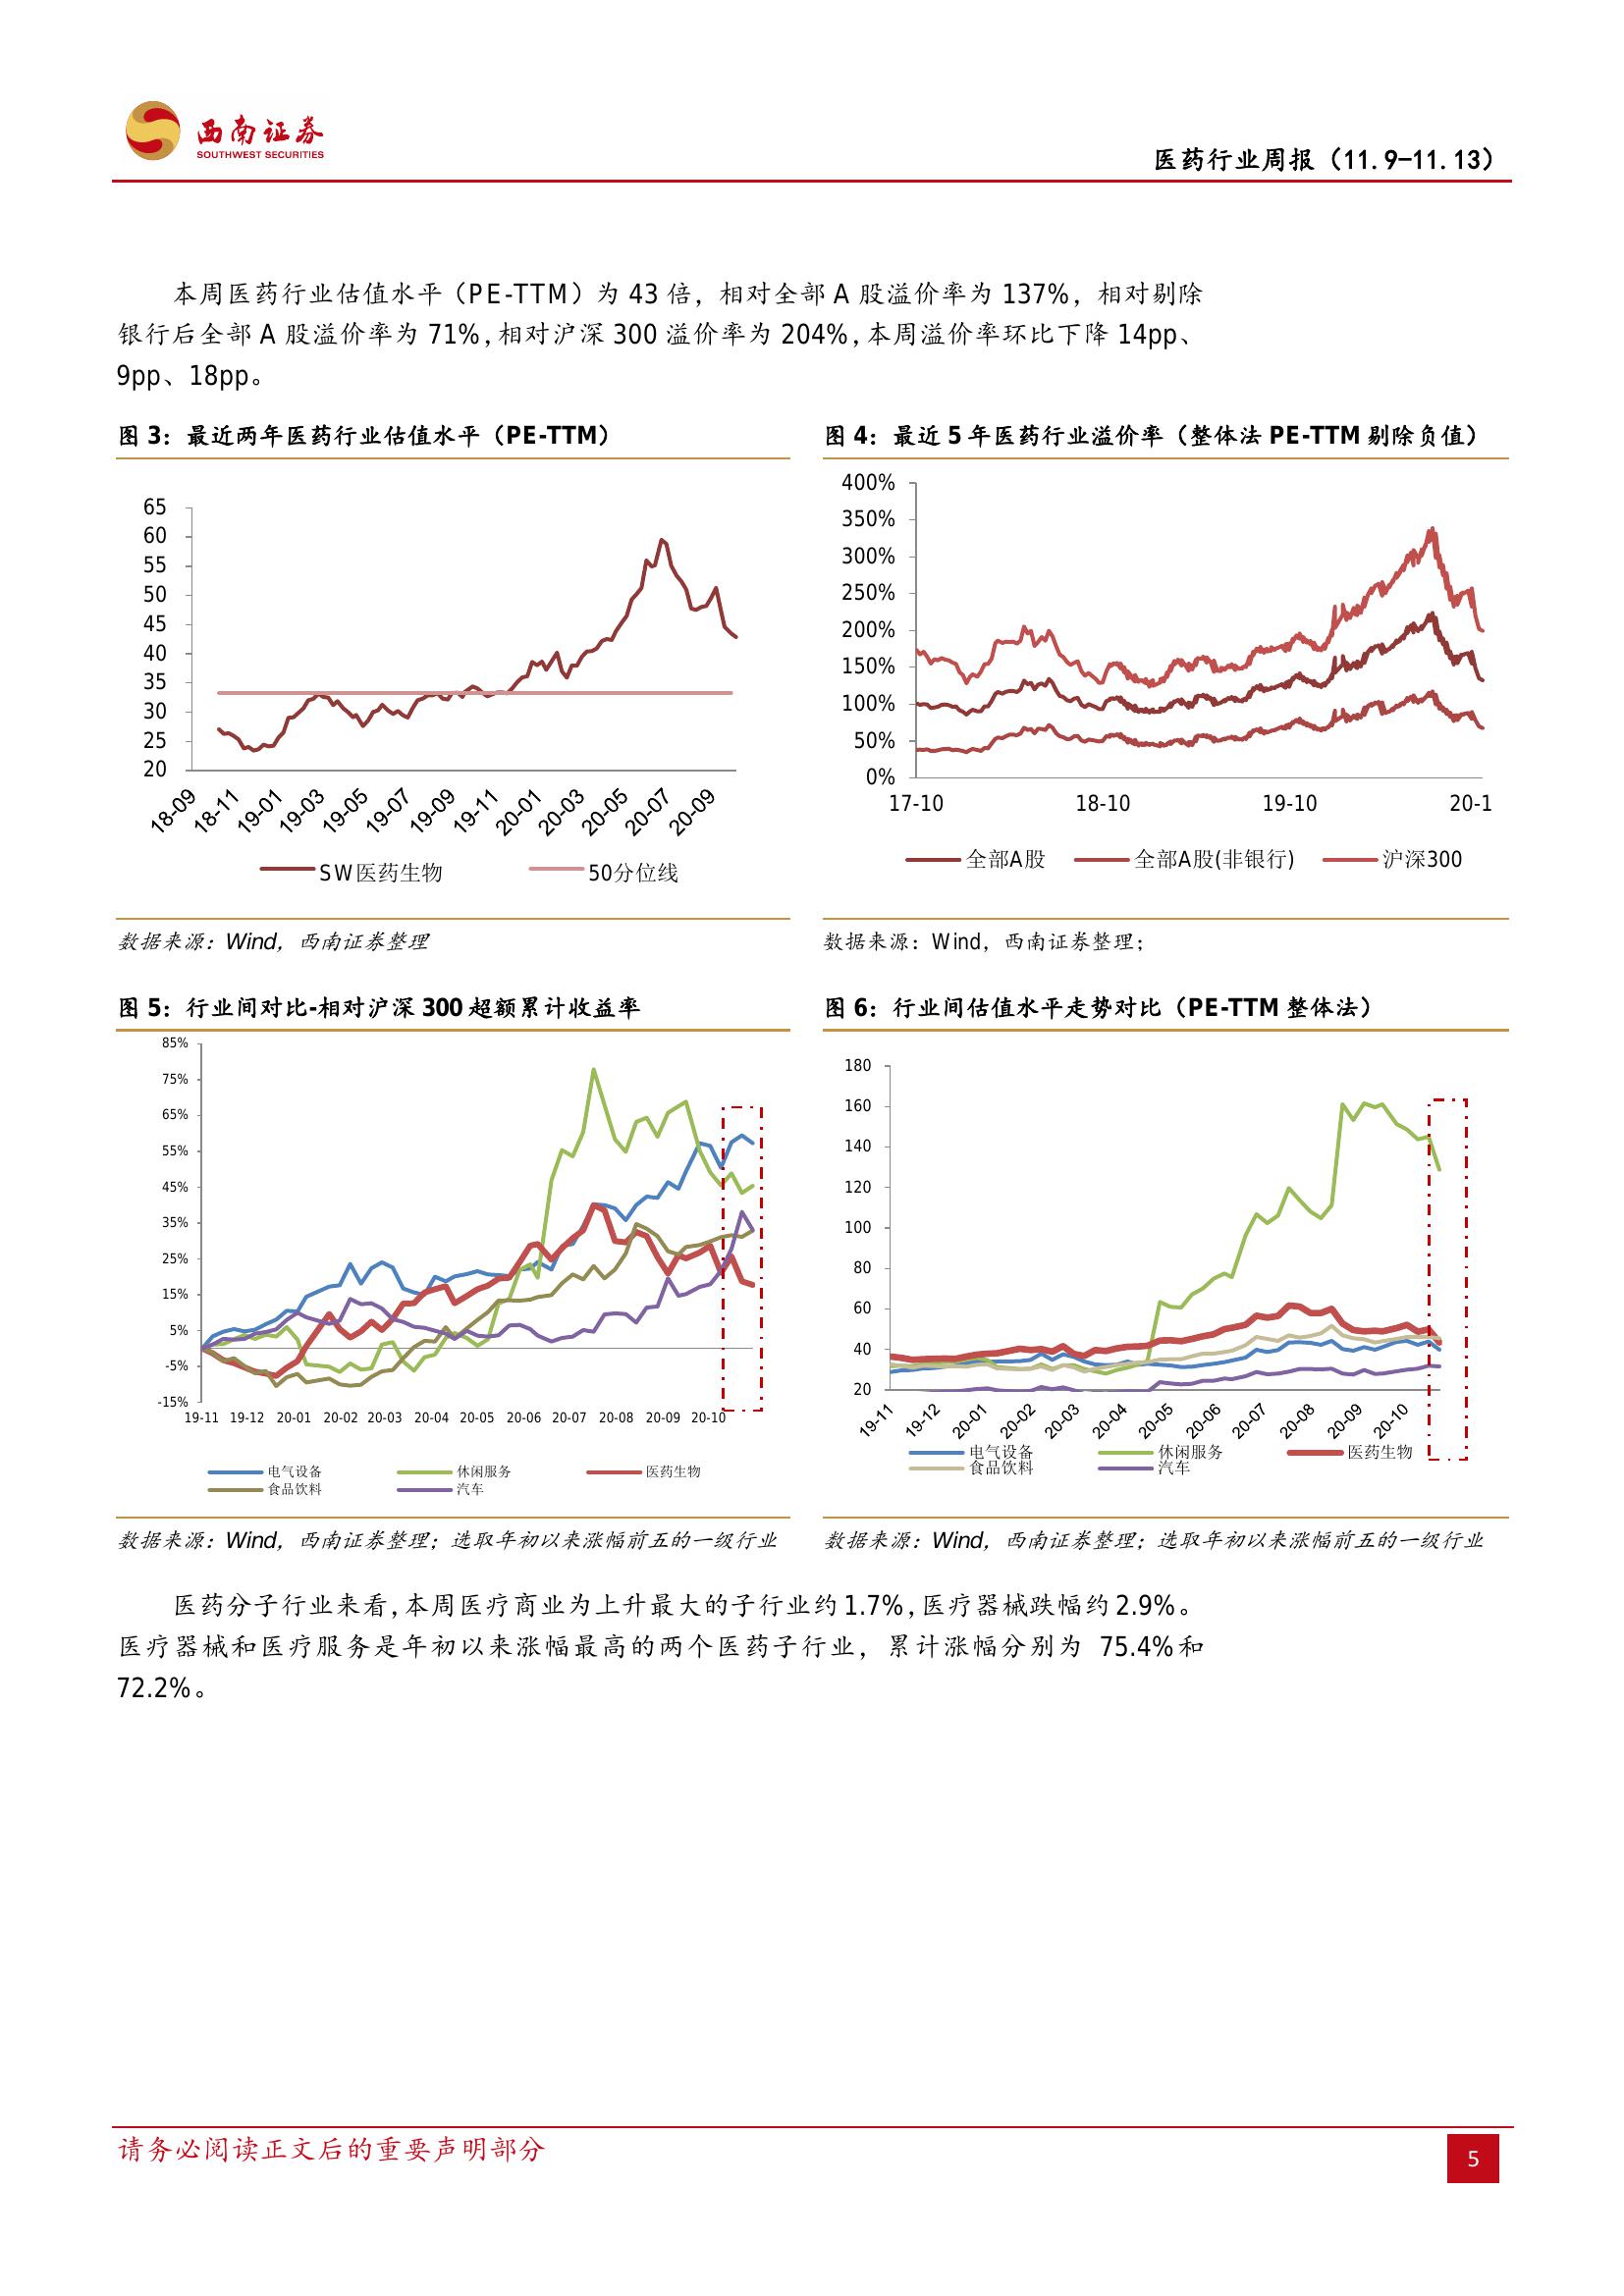 西南证券
SOUTHWEST SECURITIES
医药行业周报（11.9-11.13）
本周医药行业估值水平（PE-TTM）为 43 倍，相对全部 A 股溢价率为 137%，相对剔除
银行后全部 A 股溢价率为 71%，相对沪深 300 溢价率为 204%，本周溢价率环比下降 14pp、
9pp、18pp。
图 3：最近两年医药行业估值水平（PE-TTM）
65
60
55
50
45
40
35
30
25
20
18-09 18-11 19-01 19-03 19-05 19-07 19-09 19-11 20-01 20-03 20-05 20-07 20-09
SW医药生物 50分位线
数据来源：Wind，西南证券整理
图 4：最近 5 年医药行业溢价率（整体法 PE-TTM 剔除负值）
400%
350%
300%
250%
200%
150%
100%
50%
0%
17-10 18-10 19-10 20-1
全部A股 全部A股(非银行) 沪深300
数据来源：Wind，西南证券整理；
图 5：行业间对比-相对沪深 300 超额累计收益率
85%
75%
65%
55%
45%
35%
25%
15%
5%
-5%
-15%
19-11 19-12 20-01 20-02 20-03 20-04 20-05 20-06 20-07 20-08 20-09 20-10
电气设备 休闲服务 医药生物
食品饮料 汽车
数据来源：Wind，西南证券整理；选取年初以来涨幅前五的一级行业
图 6：行业间估值水平走势对比（PE-TTM 整体法）
180
160
140
120
100
80
60
40
20
19-11 19-12 20-01 20-02 20-03 20-04 20-05 20-06 20-07 20-08 20-09 20-10
电气设备 休闲服务 医药生物
食品饮料 汽车
数据来源：Wind，西南证券整理；选取年初以来涨幅前五的一级行业
医药分子行业来看，本周医疗商业为上升最大的子行业约 1.7%，医疗器械跌幅约 2.9%。
医疗器械和医疗服务是年初以来涨幅最高的两个医药子行业，累计涨幅分别为 75.4%和
72.2%。
请务必阅读正文后的重要声明部分
5